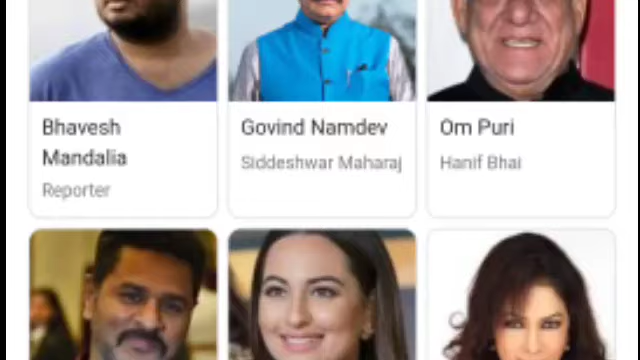 Bhavesh
Mandalia
Reporter
Govind Namdev
Siddeshwar Maharaj
Om Puri
Hanif Bhai